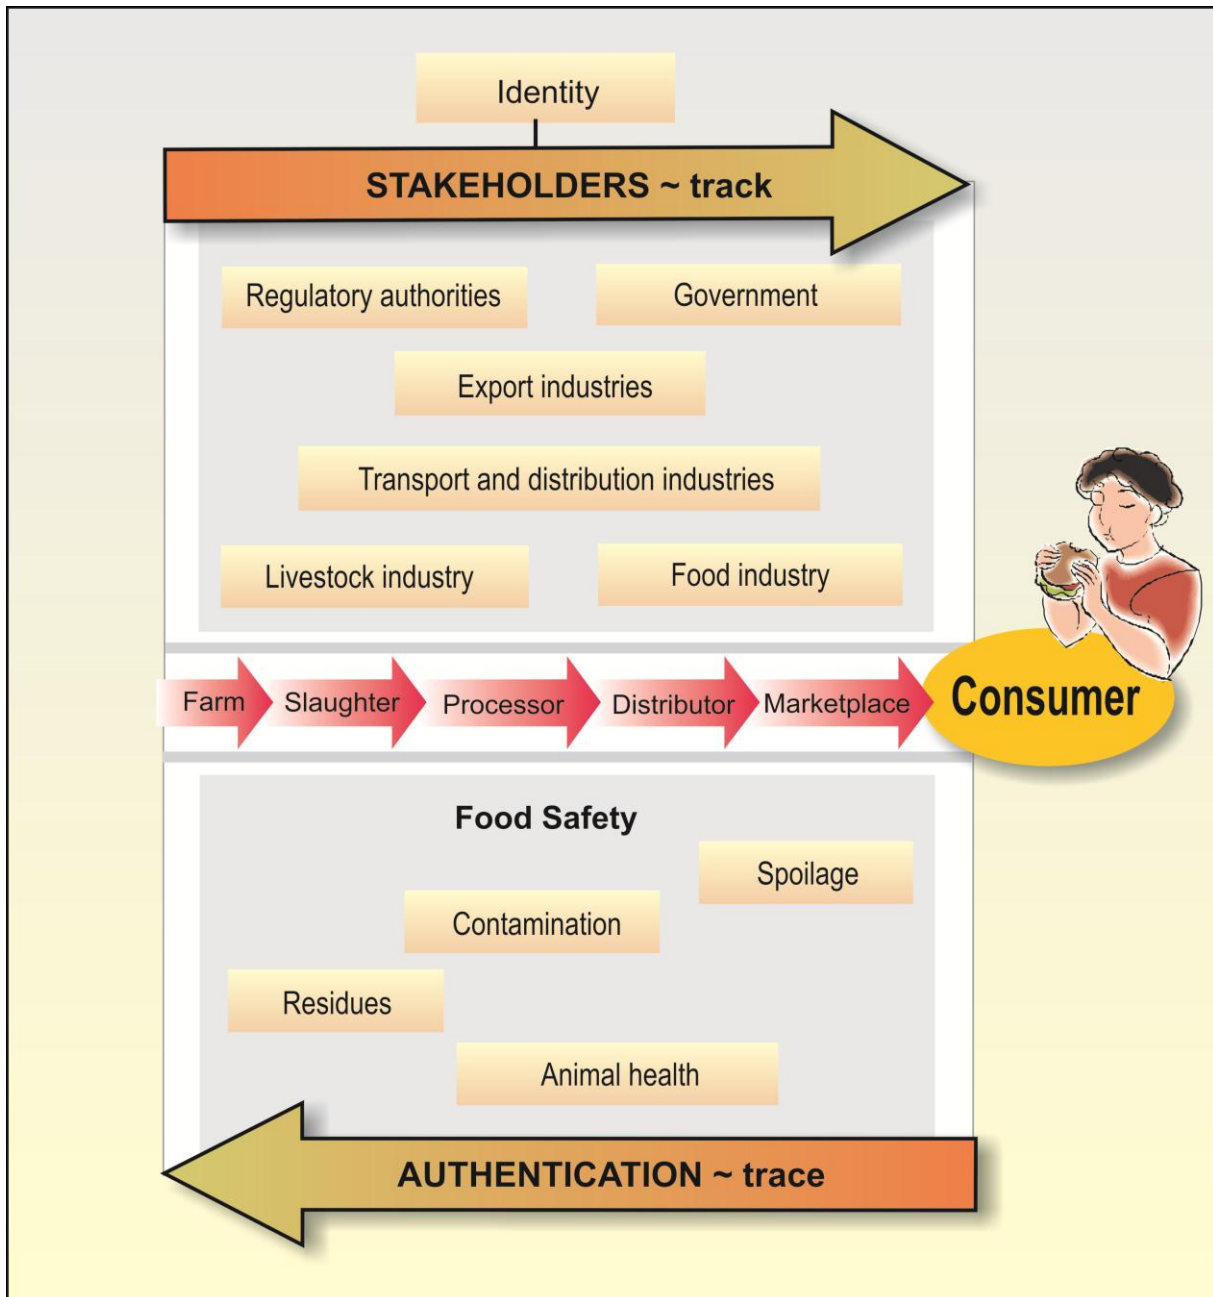 Identity
STAKEHOLDERS ~ track
Regulatory authorities
Government
Export industries
Transport and distribution industries
Livestock industry
Food industry
Farm
Slaughter
Processor
Distributor
Marketplace
Consumer
Food Safety
Spoilage
Contamination
Residues
Animal health
AUTHENTICATION ~ trace